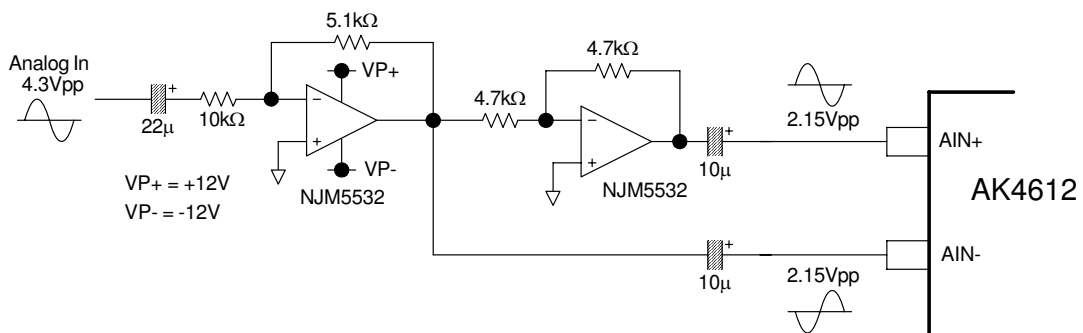 5.1kΩ
4.7kΩ
Analog In
4.3Vpp
VP+
+
−
4.7kΩ
−
2.15Vpp
+
22µ
10kΩ
+
+
10µ
AIN+
VP-
VP+ = +12V
VP- = -12V
NJM5532
NJM5532
AK4612
+
AIN-
10µ
2.15Vpp